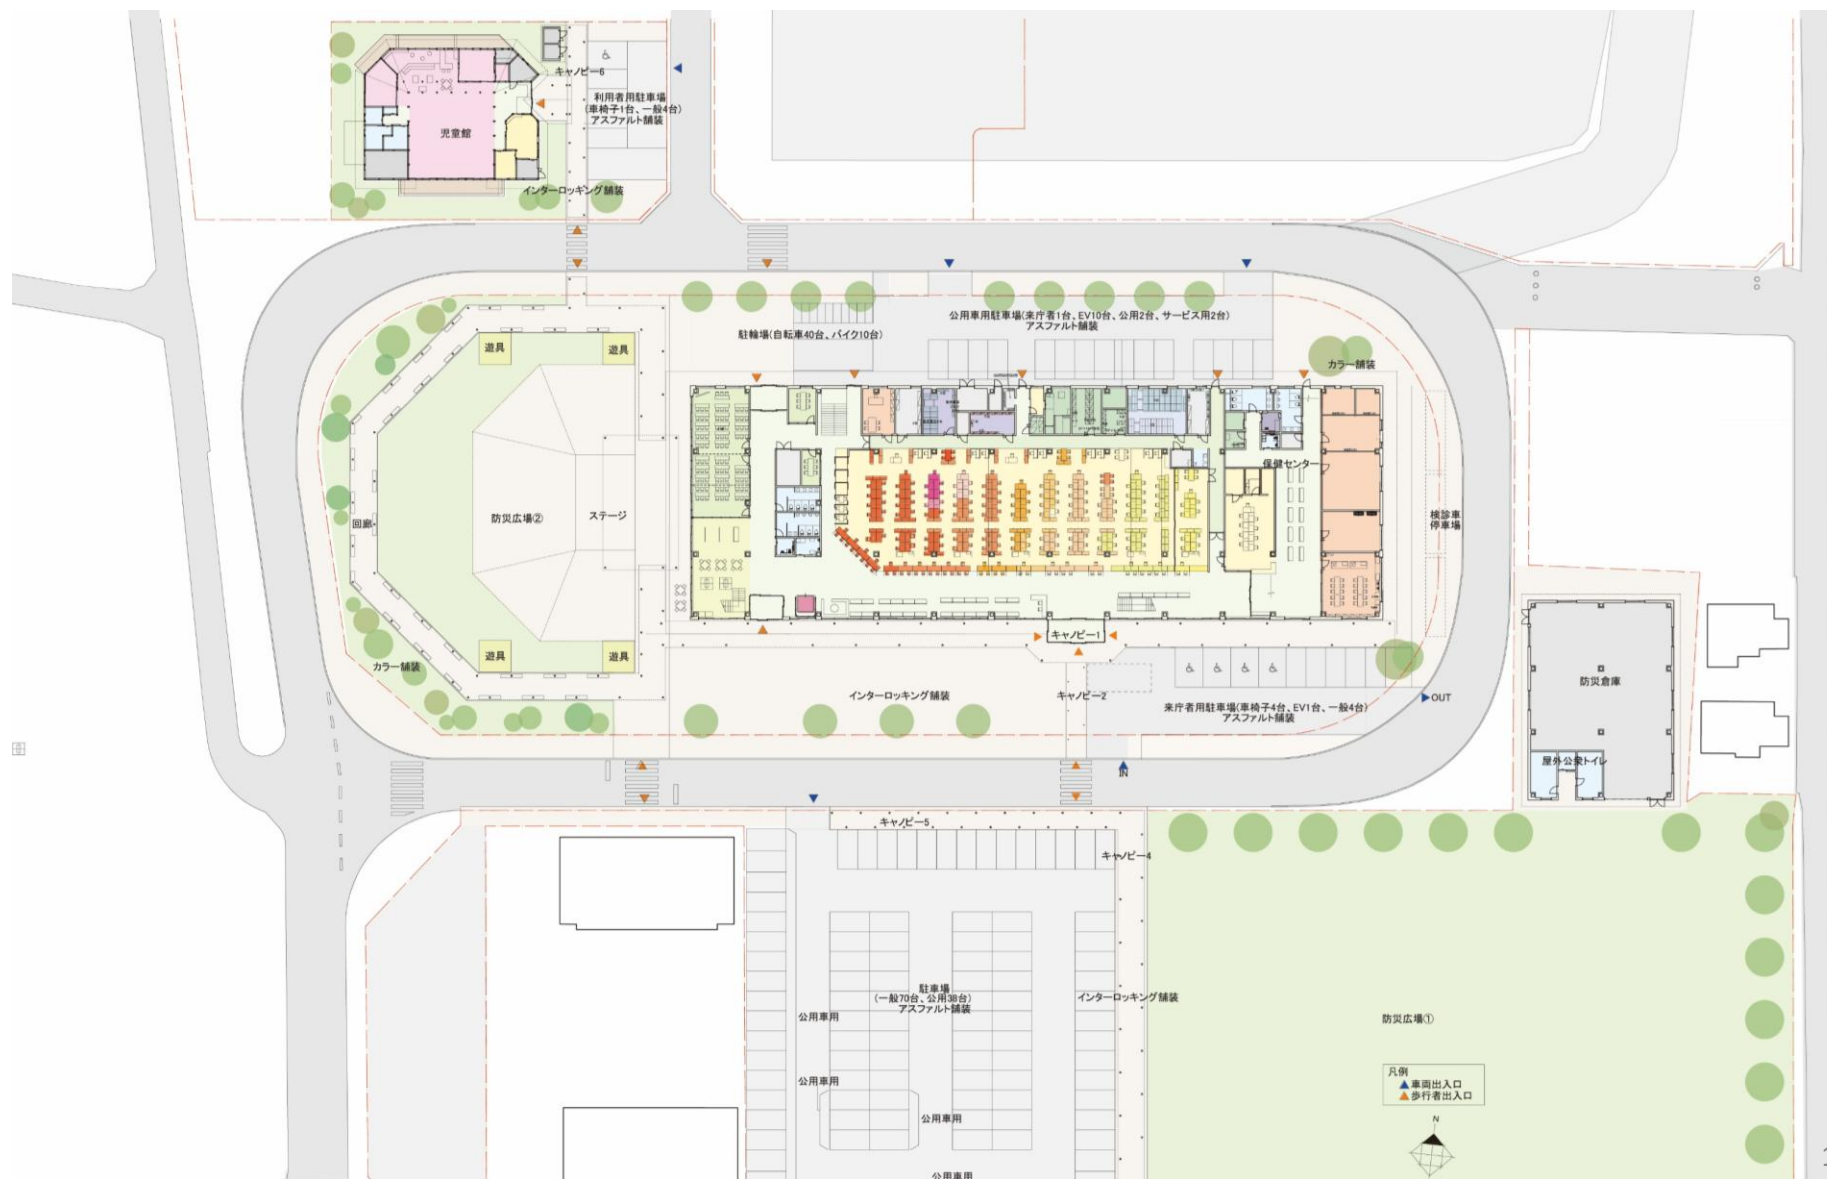 キャノピー6
利用者用駐車場
(車椅子1台、一般4台)
アスファルト舗装
児童館
インターロッキング舗装
公用車用駐車場(来庁者1台、EV10台、公用2台、サービス用2台)
アスファルト舗装
駐輪場(自転車40台、バイク10台)
遊具
遊具
カラー舗装
保健センター
回廊
防災広場②
ステージ
検診車
停車場
キャノピー1
遊具
遊具
カラー舗装
インターロッキング舗装
キャノピー2
来庁者用駐車場(車椅子4台、EV1台、一般4台)
アスファルト舗装
OUT
防災倉庫
屋外公衆トイレ
IN
キャノピー5
キャノピー4
駐車場
(一般70台、公用38台)
アスファルト舗装
インターロッキング舗装
公用車用
公用車用
公用車用
公用車用
防災広場①
凡例
▲車両出入口
▲歩行者出入口
N